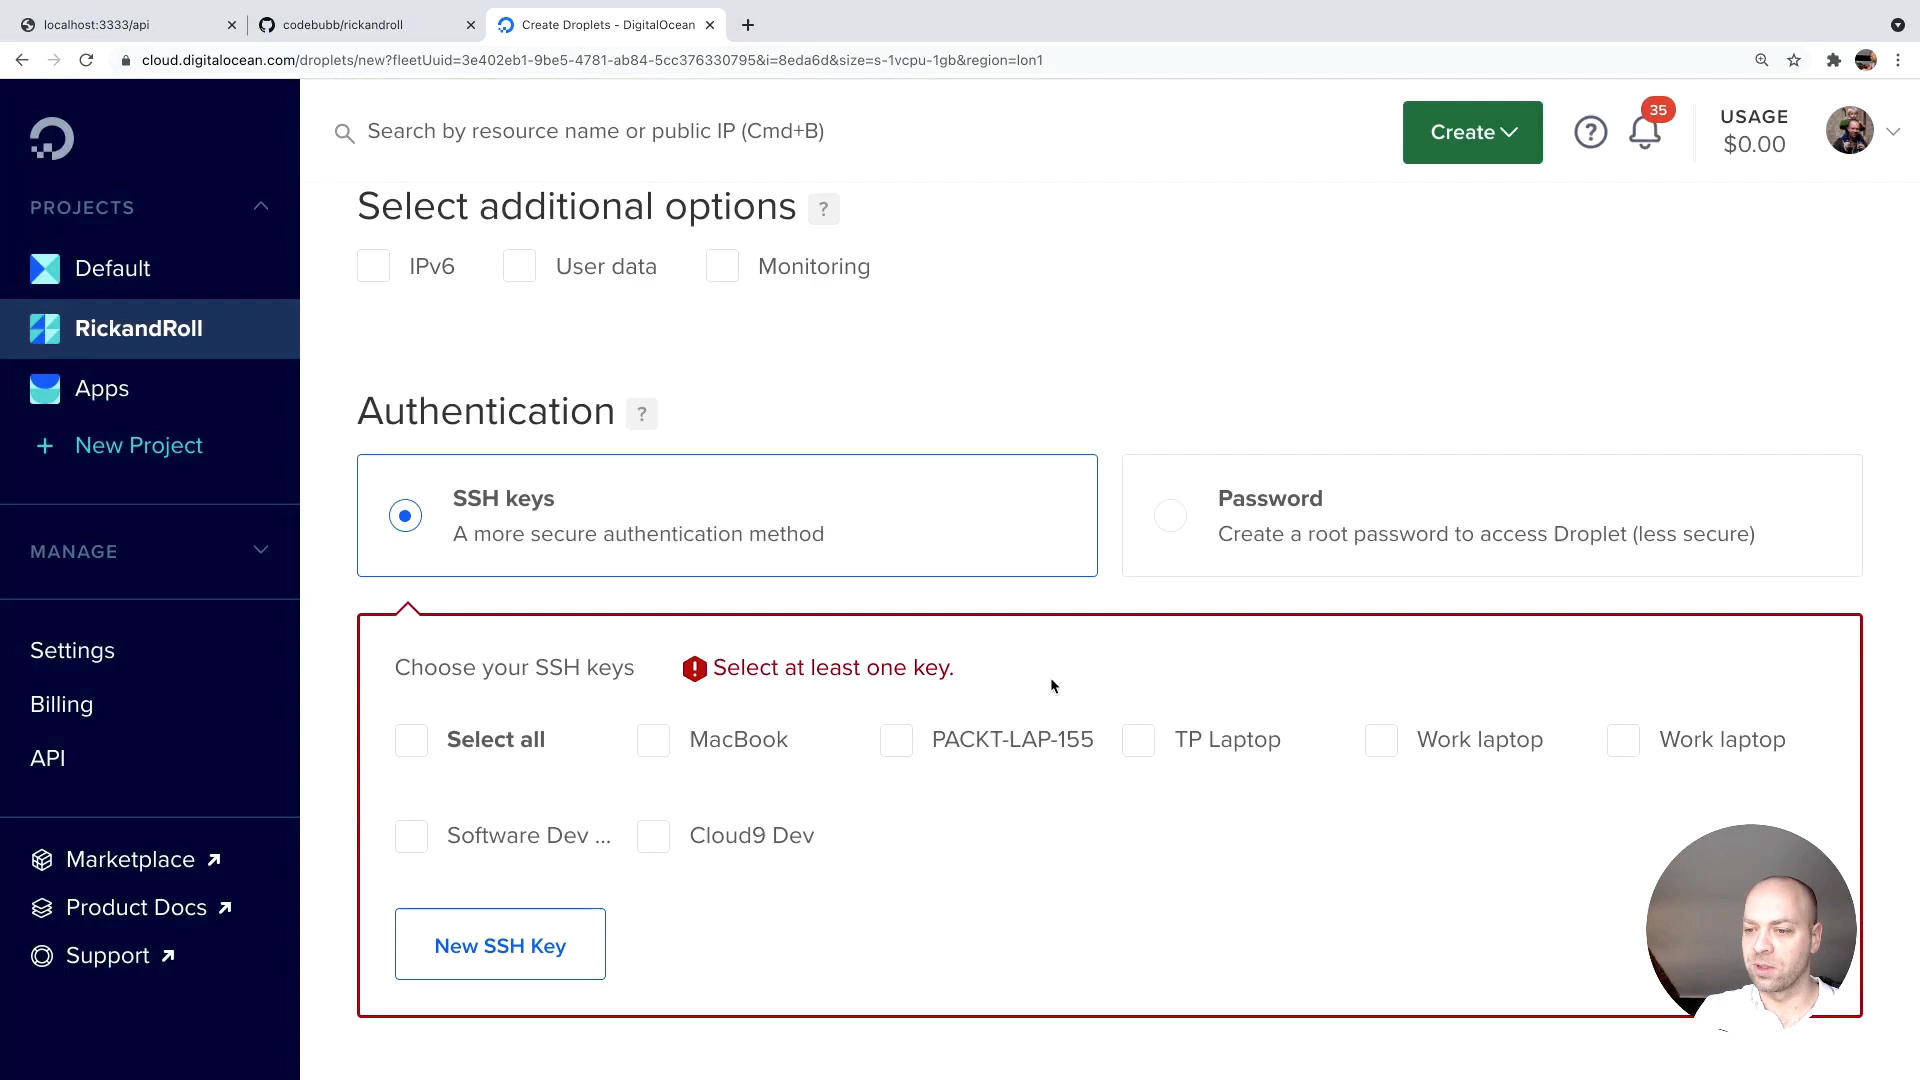 localhost:3333/api
codebubb/rickandroll
Create Droplets - DigitalOcean
cloud.digitalocean.com/droplets/new?fleetUuid=3e402eb1-9be5-4781-ab84-5cc376330795&i=8eda6d&size=s-1vcpu-1gb&region=lon1
Search by resource name or public IP (Cmd+B)
Create
?
35
USAGE
$0.00
PROJECTS
Default
RickandRoll
Apps
+ New Project
MANAGE
Settings
Billing
API
Marketplace
Product Docs
Support
Select additional options ?
IPv6
User data
Monitoring
Authentication ?
SSH keys
A more secure authentication method
Password
Create a root password to access Droplet (less secure)
Choose your SSH keys
Select at least one key.
Select all
MacBook
PACKT-LAP-155
TP Laptop
Work laptop
Work laptop
Software Dev ...
Cloud9 Dev
New SSH Key